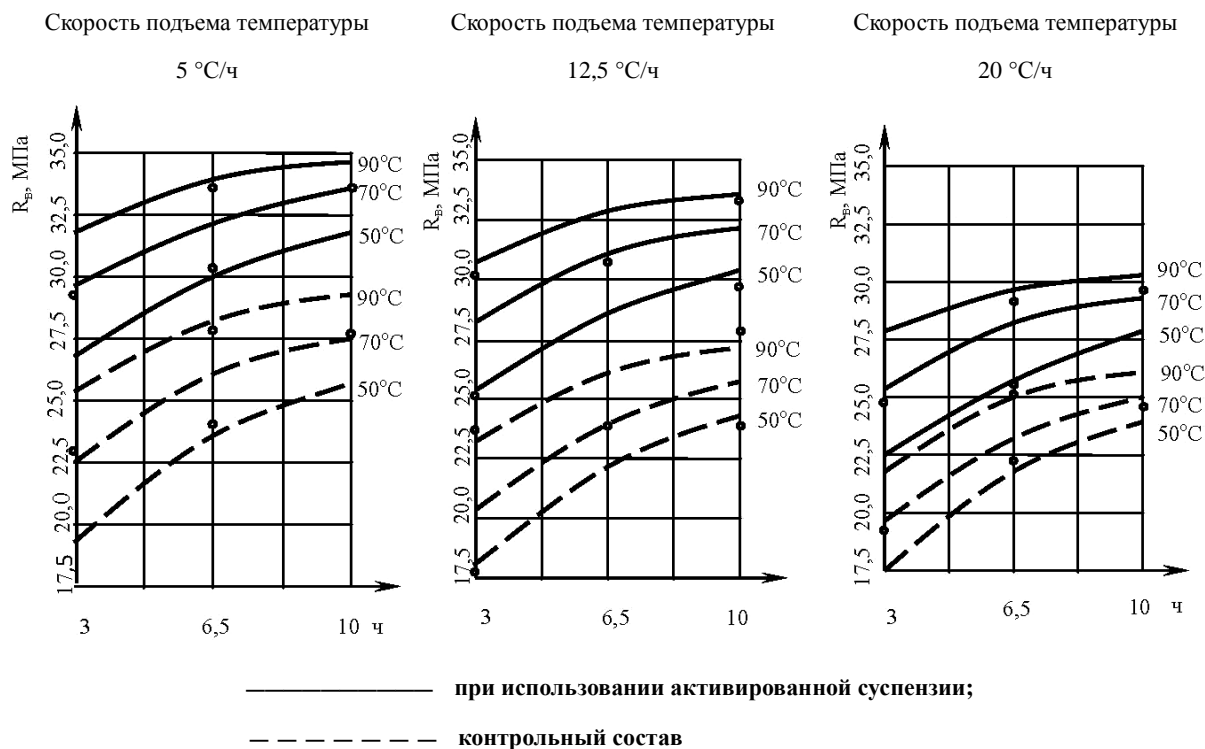 Скорость подъема температуры
5 °С/ч
Rв, МПа
35,0
32,5
30,0
27,5
25,0
22,5
20,0
17,5
90°С
70°С
50°С
90°С
70°С
50°С
3
6,5
10 ч
Скорость подъема температуры
12,5 °С/ч
Rв, МПа
35,0
32,5
30,0
27,5
25,0
22,5
20,0
17,5
90°С
70°С
50°С
90°С
70°С
50°С
3
6,5
10
Скорость подъема температуры
20 °С/ч
Rв, МПа
35,0
32,5
30,0
27,5
25,0
22,5
20,0
17,5
90°С
70°С
50°С
90°С
70°С
50°С
3
6,5
10 ч
при использовании активированной суспензии;
контрольный состав